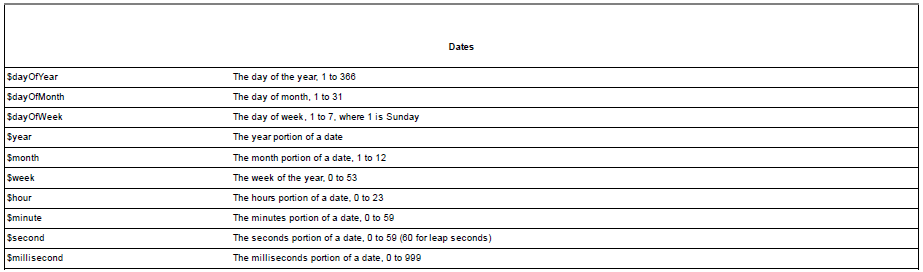 Dates
$dayOfYear The day of the year, 1 to 366
$dayOfMonth The day of month, 1 to 31
$dayOfWeek The day of week, 1 to 7, where 1 is Sunday
$year The year portion of a date
$month The month portion of a date, 1 to 12
$week The week of the year, 0 to 53
$hour The hours portion of a date, 0 to 23
$minute The minutes portion of a date, 0 to 59
$second The seconds portion of a date, 0 to 59 (60 for leap seconds)
$millisecond The milliseconds portion of a date, 0 to 999